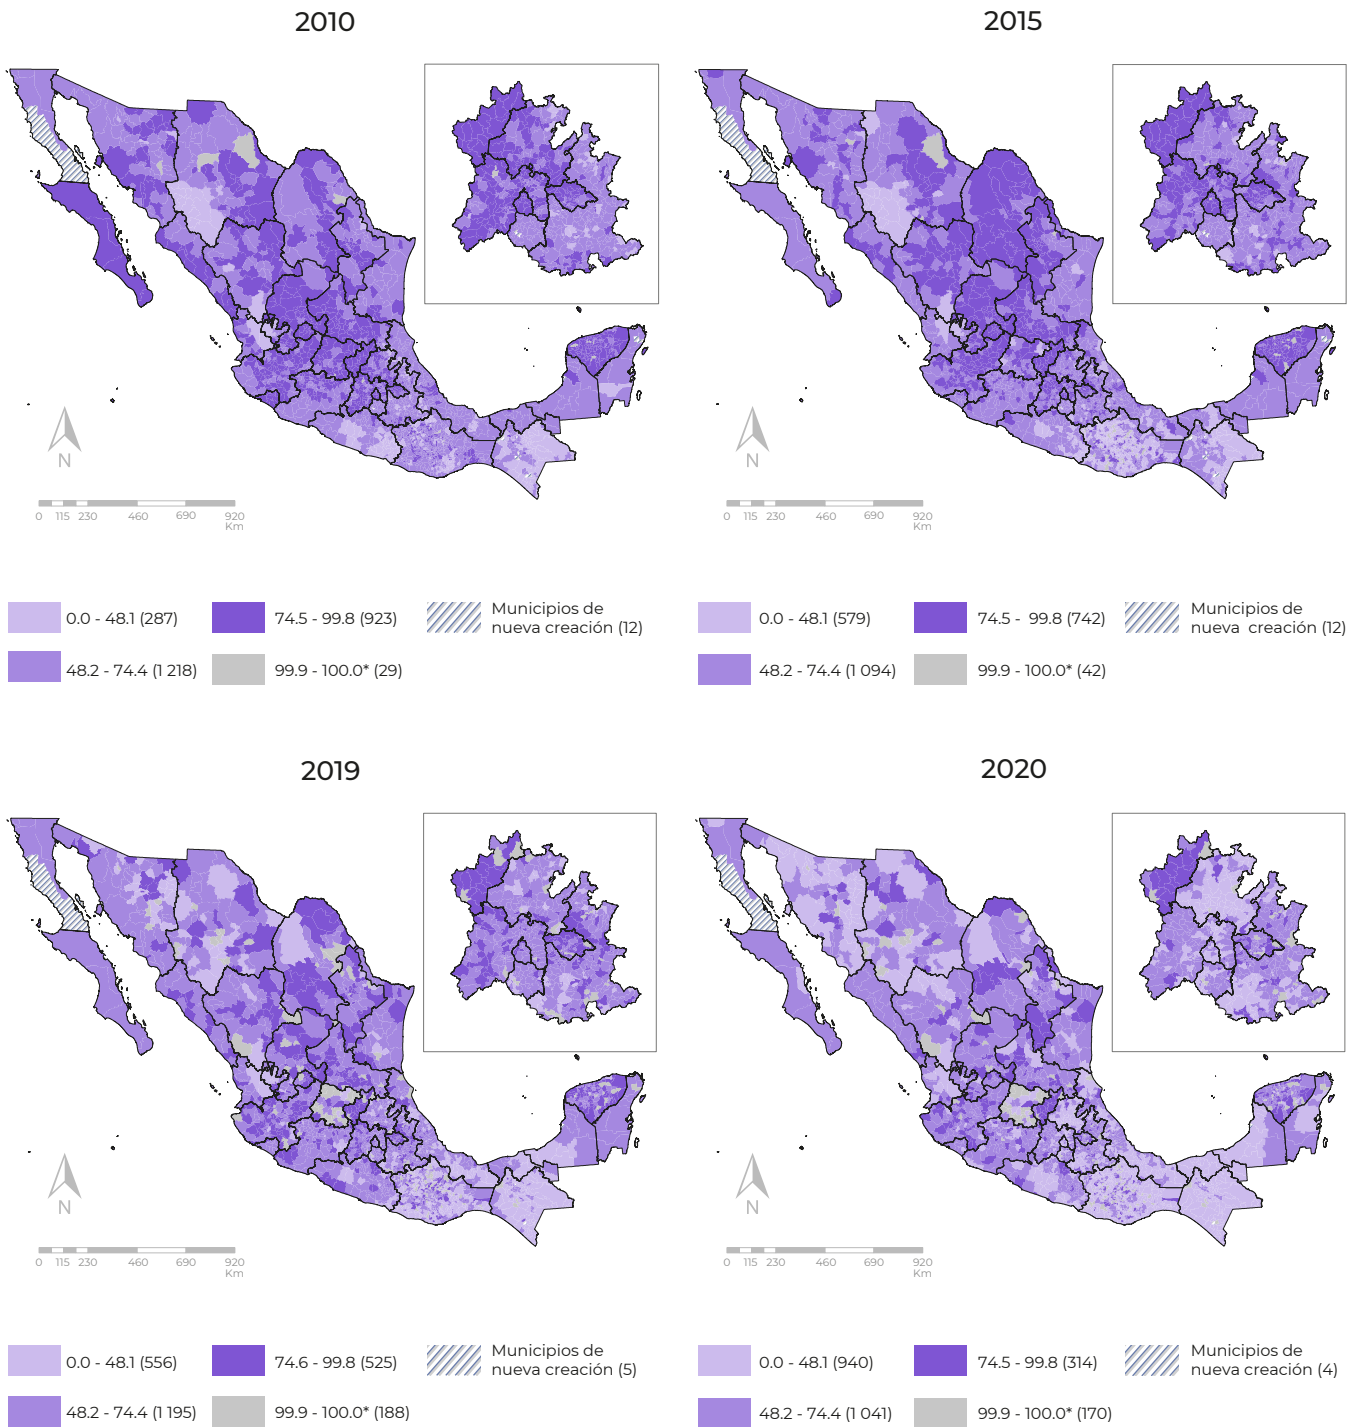 2010
2015
N
0 115 230 460 690 920
Km
N
0 115 230 460 690 920
Km
0.0 - 48.1 (287)
74.5 - 99.8 (923)
Municipios de
nueva creación (12)
48.2 - 74.4 (1 218)
99.9 - 100.0* (29)
0.0 - 48.1 (579)
74.5 - 99.8 (742)
Municipios de
nueva creación (12)
48.2 - 74.4 (1 094)
99.9 - 100.0* (42)
2019
2020
N
0 115 230 460 690 920
Km
N
0 115 230 460 690 920
Km
0.0 - 48.1 (556)
74.6 - 99.8 (525)
Municipios de
nueva creación (5)
48.2 - 74.4 (1 195)
99.9 - 100.0* (188)
0.0 - 48.1 (940)
74.5 - 99.8 (314)
Municipios de
nueva creación (4)
48.2 - 74.4 (1 041)
99.9 - 100.0* (170)